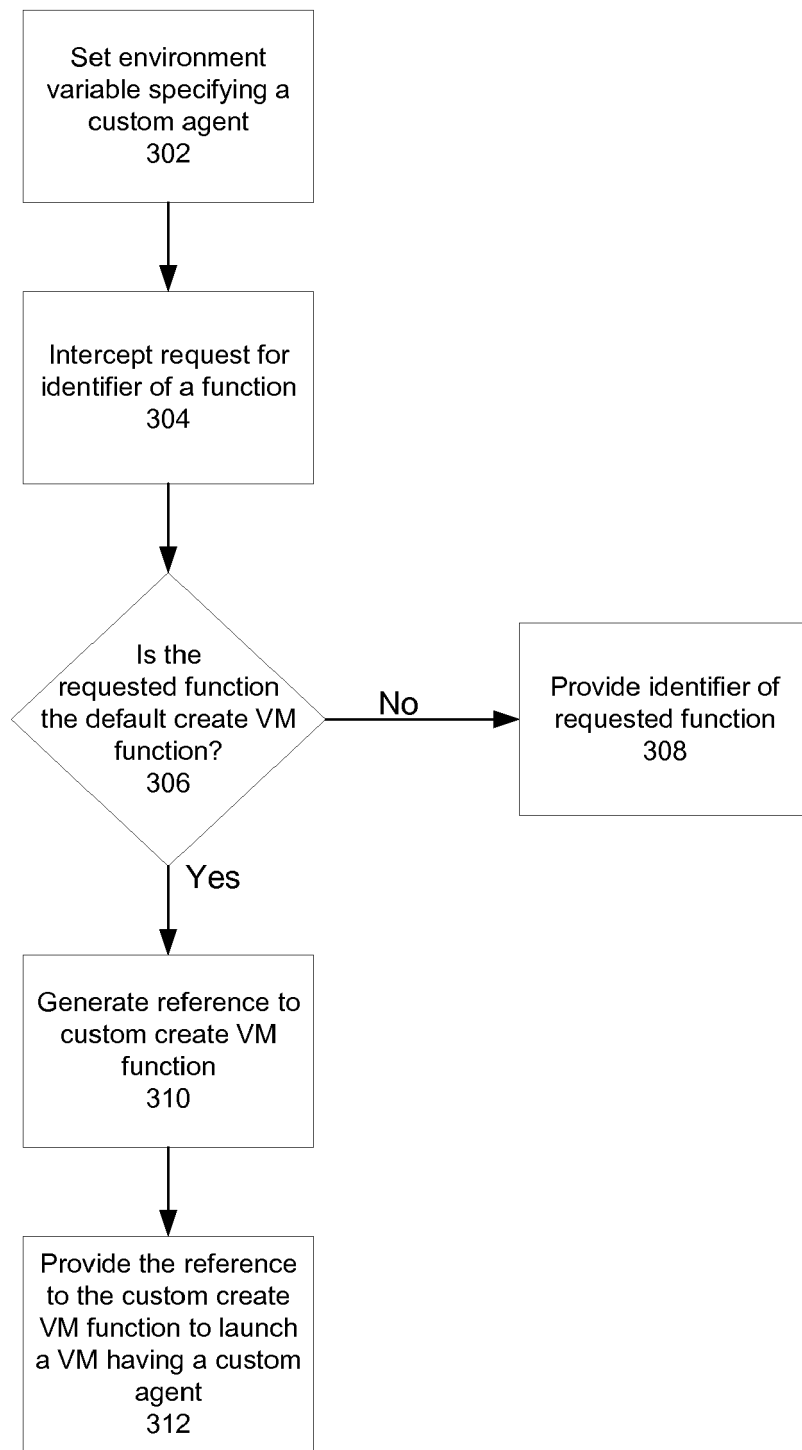 Set environment
variable specifying a
custom agent
302
Intercept request for
identifier of a function
304
Is the
requested function
the default create VM
function?
306
No
Provide identifier of
requested function
308
Yes
Generate reference to
custom create VM
function
310
Provide the reference
to the custom create
VM function to launch
a VM having a custom
agent
312